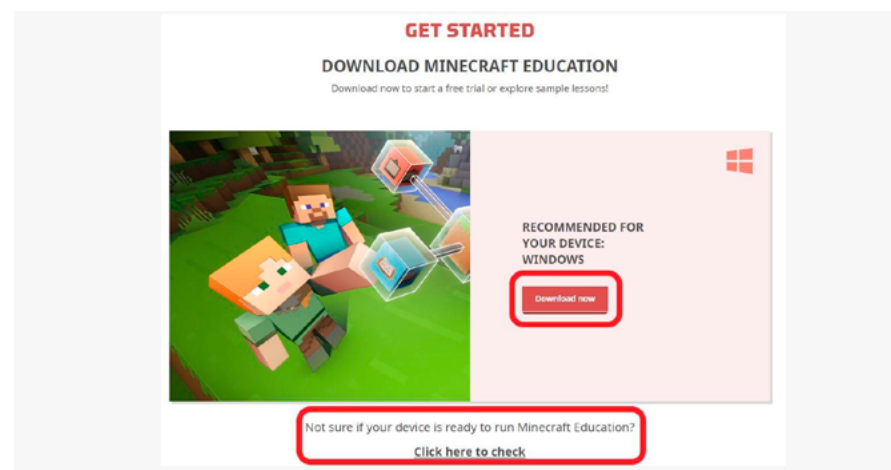 GET STARTED
DOWNLOAD MINECRAFT EDUCATION
Download now to start a free trial or explore sample lessons!
RECOMMENDED FOR
YOUR DEVICE:
WINDOWS
Download now
Not sure if your device is ready to run Minecraft Education?
Click here to check